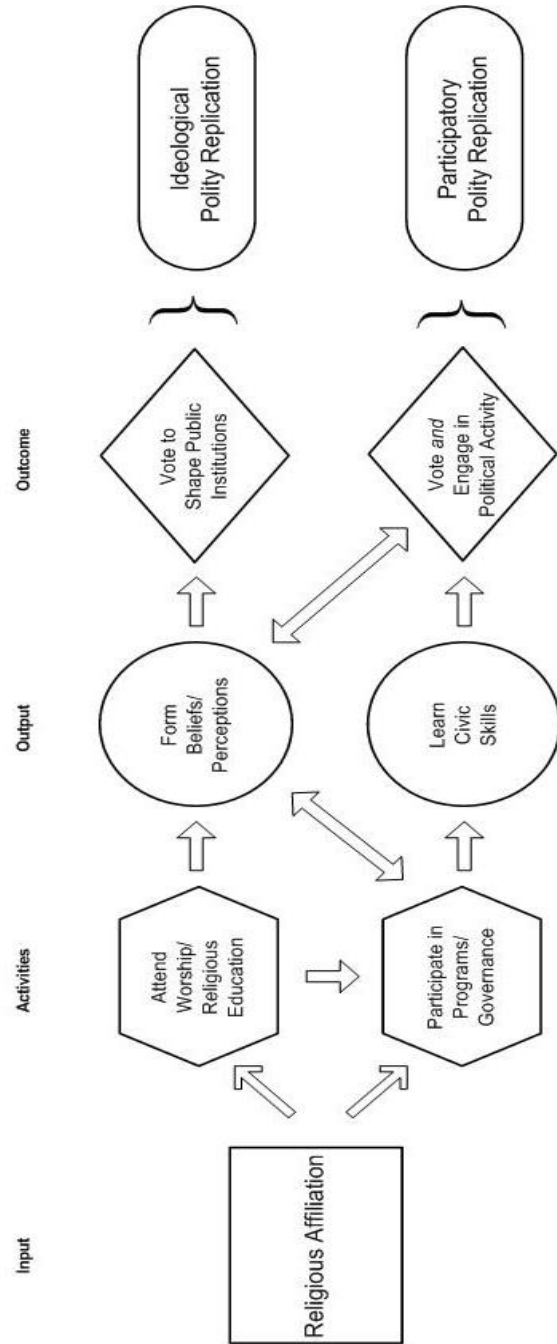 Input
Activities
Output
Outcome
Religious Affiliation
Attend
Worship/
Religious
Education
Form
Beliefs/
Perceptions
Vote to
Shape Public
Institutions
Ideological
Polity Replication
Participate in
Programs/
Governance
Learn
Civic
Skills
Vote and
Engage in
Political Activity
Participatory
Polity Replication